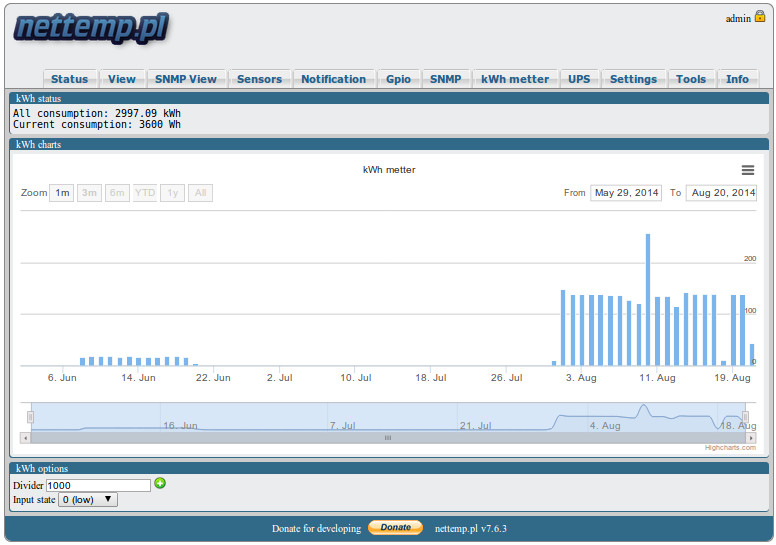 nettemp.pl
admin
Status View SNMP View Sensors Notification Gpio SNMP kWh metter UPS Settings Tools Info
kWh status
All consumption: 2997.09 kWh
Current consumption: 3600 Wh
kWh charts
kWh metter
Zoom 1m 3m 6m YTD 1y All From May 29, 2014 To Aug 20, 2014
200
100
0
6. Jun 14. Jun 22. Jun 2. Jul 10. Jul 18. Jul 26. Jul 3. Aug 11. Aug 19. Aug
16. Jun 7. Jul 21. Jul 4. Aug 18. Aug
Highcharts.com
kWh options
Divider 1000
Input state 0 (low)
Donate for developing Donate nettemp.pl v7.6.3